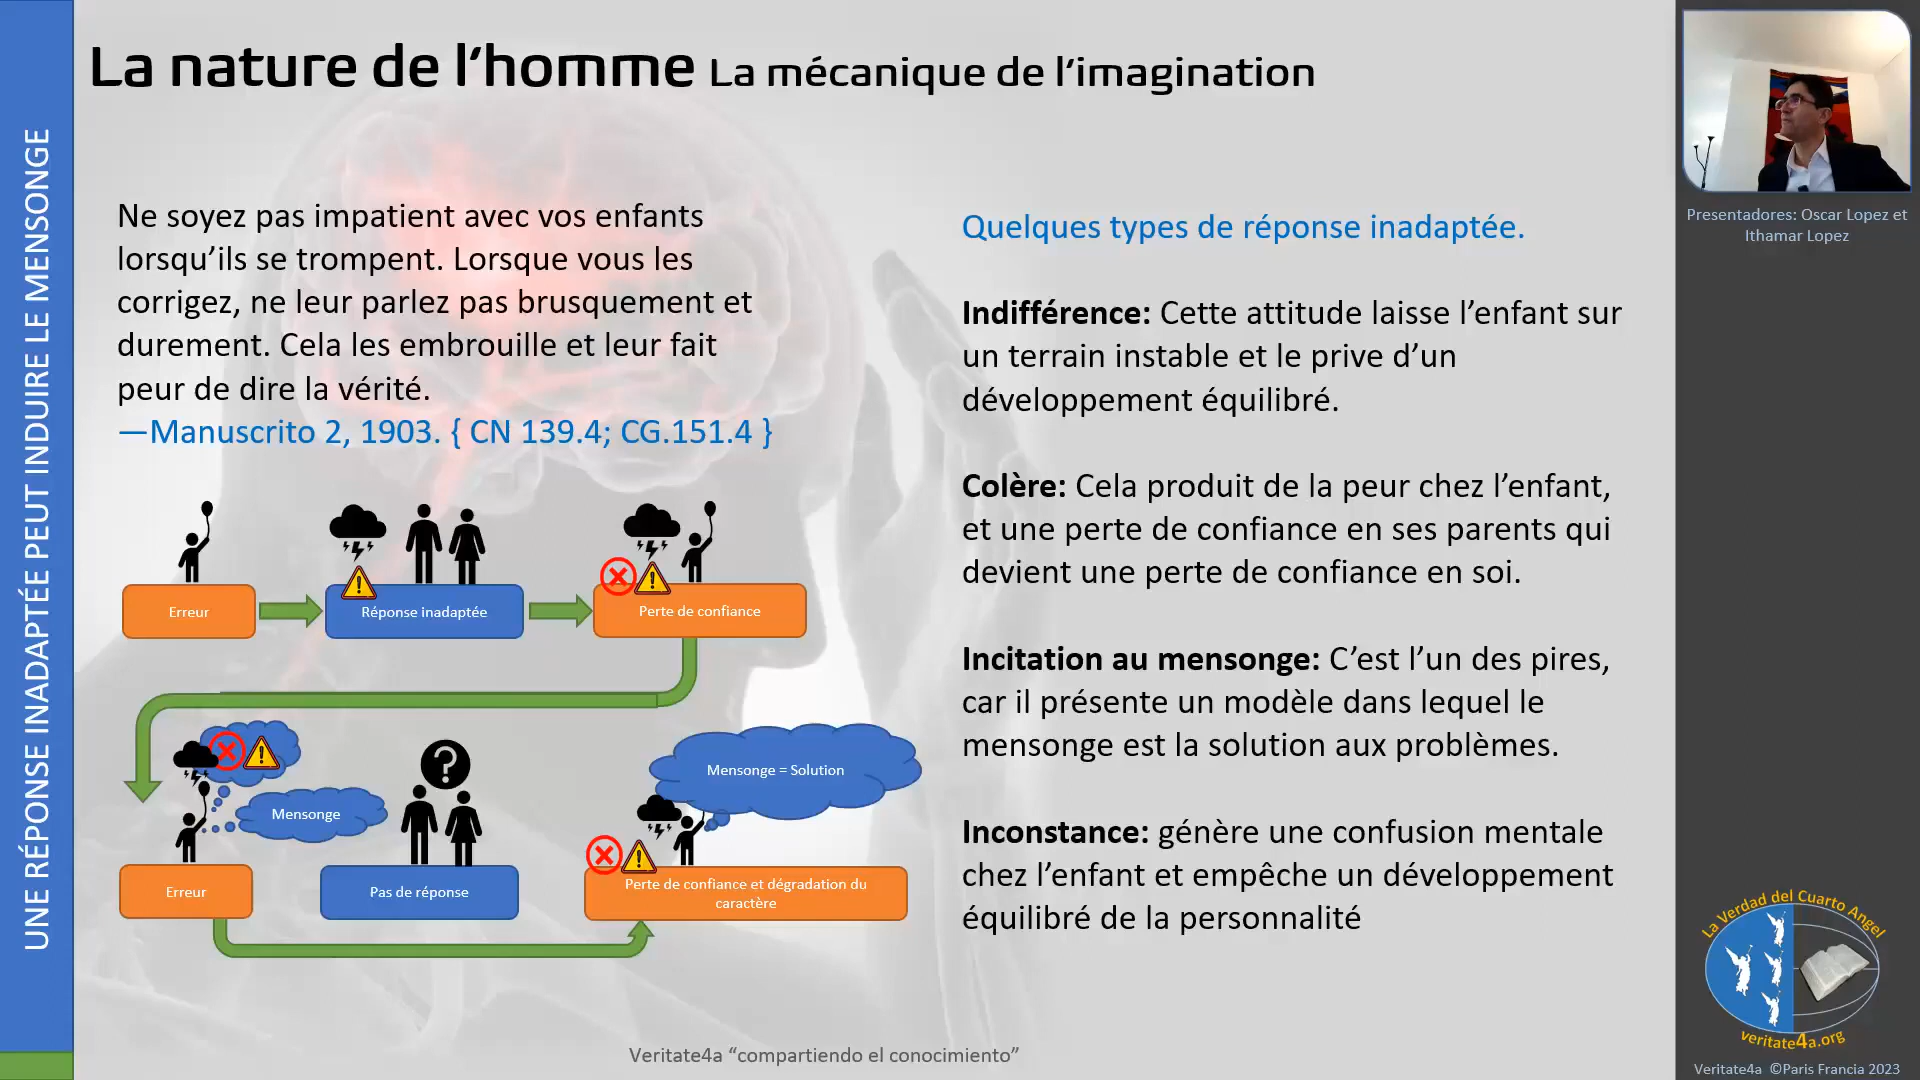 UNE RÉPONSE INADAPTÉE PEUT INDUIRE LE MENSONGE
La nature de l’homme La mécanique de l’imagination
Ne soyez pas impatient avec vos enfants
lorsqu’ils se trompent. Lorsque vous les
corrigez, ne leur parlez pas brusquement et
durement. Cela les embrouille et leur fait
peur de dire la vérité.
—Manuscrito 2, 1903. { CN 139.4; CG.151.4 }
Erreur
Réponse inadaptée
Perte de confiance
Mensonge
Mensonge = Solution
Erreur
Pas de réponse
Perte de confiance et dégradation du
caractère
Quelques types de réponse inadaptée.
Indifférence: Cette attitude laisse l’enfant sur
un terrain instable et le prive d’un
développement équilibré.
Colère: Cela produit de la peur chez l’enfant,
et une perte de confiance en ses parents qui
devient une perte de confiance en soi.
Incitation au mensonge: C’est l’un des pires,
car il présente un modèle dans lequel le
mensonge est la solution aux problèmes.
Inconstance: génère une confusion mentale
chez l’enfant et empêche un développement
équilibré de la personnalité
Veritate4a “compartiendo el conocimiento”
Presentadores: Oscar Lopez et
Ithamar Lopez
La Verdad del Cuarto Angel
veritate4a.org
Veritate4a ©Paris Francia 2023